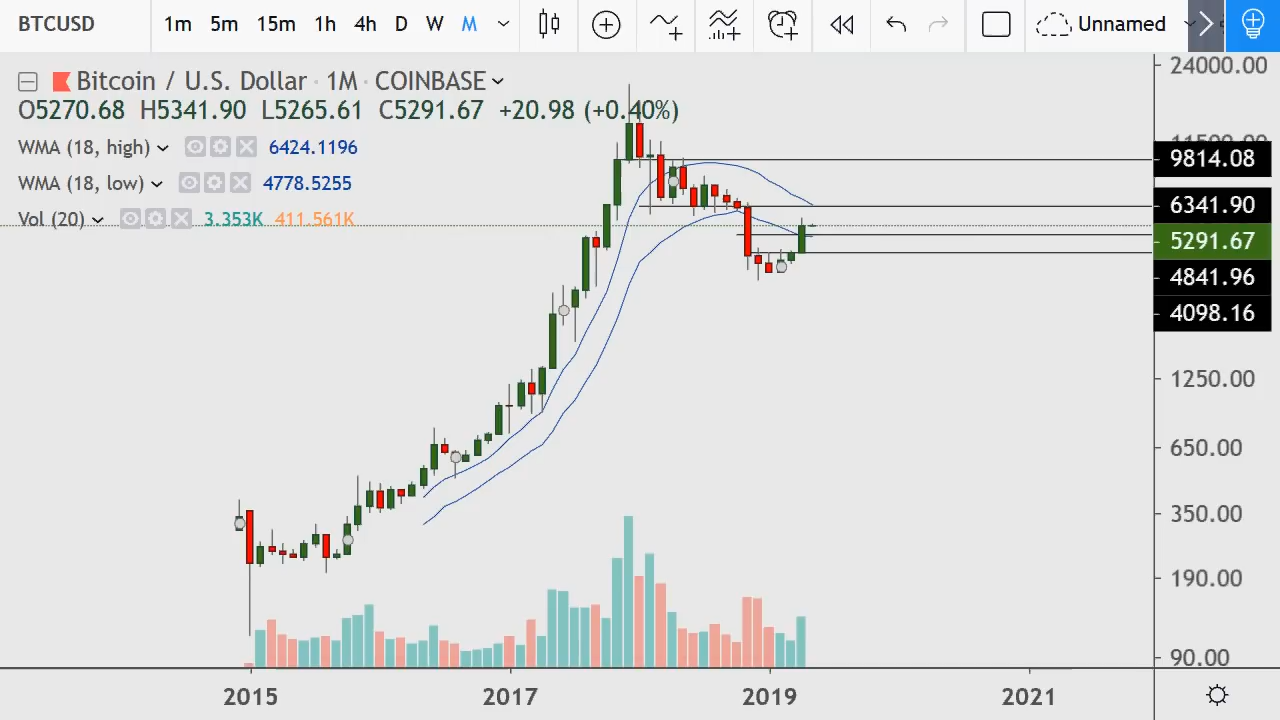 BTCUSD 1m 5m 15m 1h 4h D W M Unnamed
Bitcoin / U.S. Dollar · 1M · COINBASE
O5270.68 H5341.90 L5265.61 C5291.67 +20.98 (+0.40%)
WMA (18, high) 6424.1196
WMA (18, low) 4778.5255
Vol (20) 3.353K 411.561K
24000.00
9814.08
6341.90
5291.67
4841.96
4098.16
1250.00
650.00
350.00
190.00
90.00
2015 2017 2019 2021